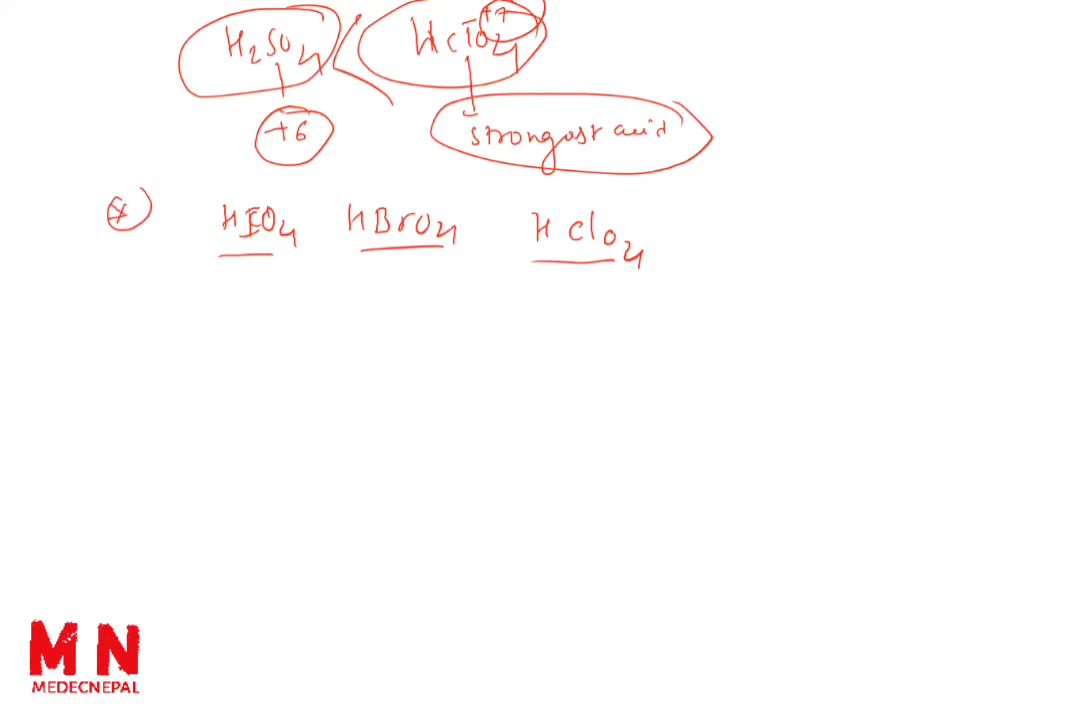 H2SO4 < HClO4 +7
+6 strongest acid
* HIO4 HBrO4 HClO4
MN
MEDECNEPAL